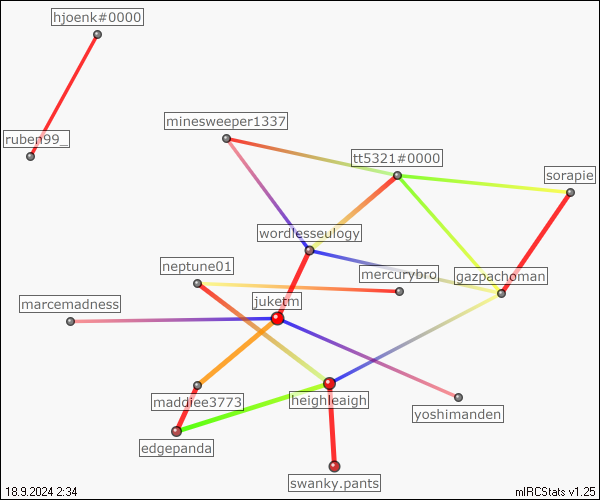 hjoenk#0000
minesweeper1337
ruben99_
tt5321#0000
sorapie
wordlesseulogy
neptune01
mercurybro
gazpachoman
marcemadness
juketm
maddiee3773
heighleaigh
yoshimanden
edgepanda
swanky.pants
18.9.2024 2:34
mIRCStats v1.25